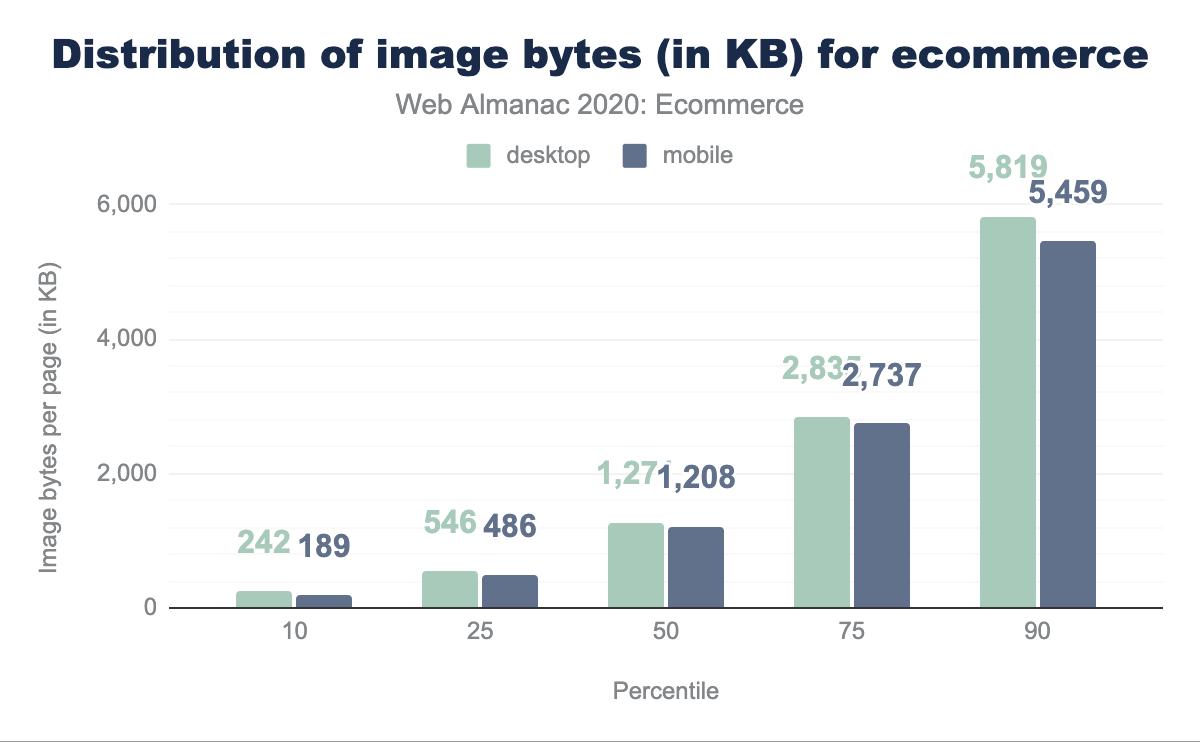 Distribution of image bytes (in KB) for ecommerce
Web Almanac 2020: Ecommerce
desktop mobile
5,819
5,459
6,000
4,000
2,737
2,000
1,208
546 486
242 189
0
10 25 50 75 90
Percentile
Image bytes per page (in KB)